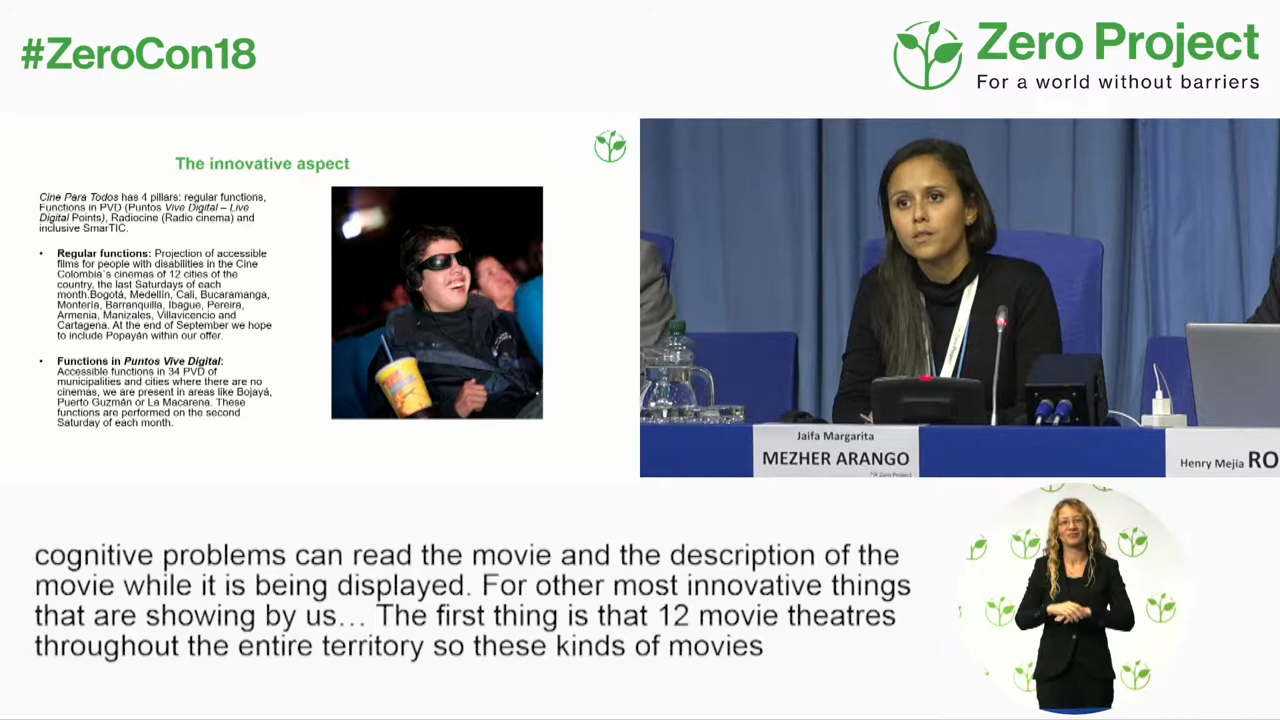 #ZeroCon18
Zero Project
For a world without barriers
The innovative aspect
Cine Para Todos has 4 pillars: regular functions,
Functions in PVD (Puntos Vive Digital – Live
Digital Points), Radiocine (Radio cinema) and
inclusive SmarTIC.
• Regular functions: Projection of accessible
films for people with disabilities in the Cine
Colombia´s cinemas of 12 cities of the
country, the last Saturdays of each
month.Bogotá, Medellín, Cali, Bucaramanga,
Montería, Barranquilla, Ibague, Pereira,
Armenia, Manizales, Villavicencio and
Cartagena. At the end of September we hope
to include Popayán within our offer.
• Functions in Puntos Vive Digital:
Accessible functions in 34 PVD of
municipalities and cities where there are no
cinemas, we are present in areas like Bojayá,
Puerto Guzmán or La Macarena. These
functions are performed on the second
Saturday of each month.
Jaifa Margarita
MEZHER ARANGO
Zero Project
Henry Mejia RO
cognitive problems can read the movie and the description of the
movie while it is being displayed. For other most innovative things
that are showing by us… The first thing is that 12 movie theatres
throughout the entire territory so these kinds of movies